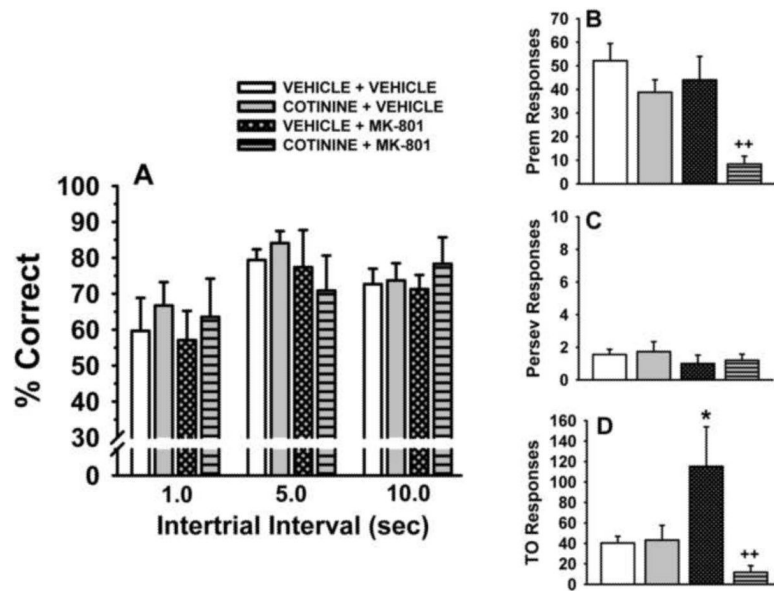 VEHICLE + VEHICLE
COTININE + VEHICLE
VEHICLE + MK-801
COTININE + MK-801
A
100
90
80
70
60
50
40
30
0
% Correct
1.0 5.0 10.0
Intertrial Interval (sec)
B
70
60
50
40
30
20
10
0
Prem Responses
++
C
10
8
6
4
2
0
Persev Responses
D
160
140
120
100
80
60
40
20
0
TO Responses
*
++